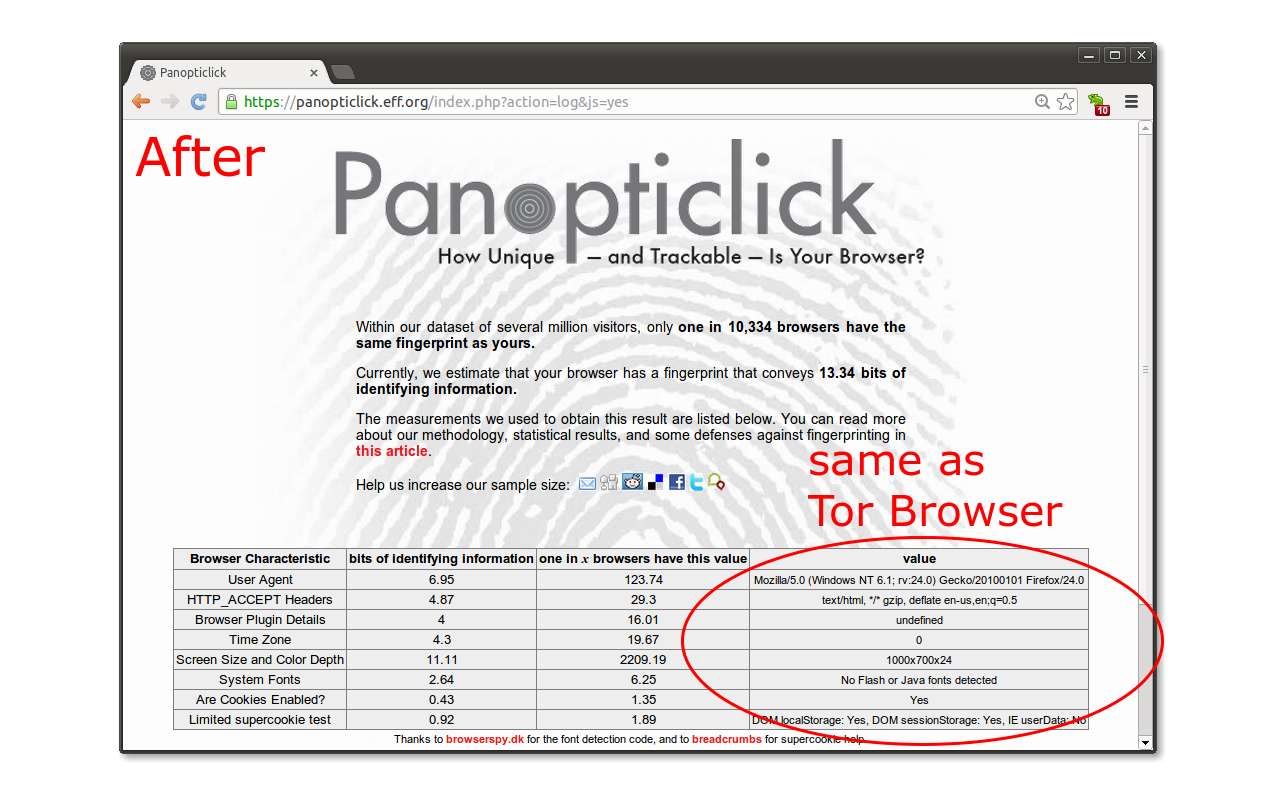 Panopticlick
https://panopticlick.eff.org/index.php?action=log&js=yes
10
After
Panopticlick
How Unique — and Trackable — Is Your Browser?
Within our dataset of several million visitors, only one in 10,334 browsers have the
same fingerprint as yours.
Currently, we estimate that your browser has a fingerprint that conveys 13.34 bits of
identifying information.
The measurements we used to obtain this result are listed below. You can read more
about our methodology, statistical results, and some defenses against fingerprinting in
this article.
Help us increase our sample size:
same as
Tor Browser
Browser Characteristic bits of identifying information one in x browsers have this value value
User Agent 6.95 123.74 Mozilla/5.0 (Windows NT 6.1; rv:24.0) Gecko/20100101 Firefox/24.0
HTTP_ACCEPT Headers 4.87 29.3 text/html, */* gzip, deflate en-us,en;q=0.5
Browser Plugin Details 4 16.01 undefined
Time Zone 4.3 19.67 0
Screen Size and Color Depth 11.11 2209.19 1000x700x24
System Fonts 2.64 6.25 No Flash or Java fonts detected
Are Cookies Enabled? 0.43 1.35 Yes
Limited supercookie test 0.92 1.89 DOM localStorage: Yes, DOM sessionStorage: Yes, IE userData: No
Thanks to browserspy.dk for the font detection code, and to breadcrumbs for supercookie help.